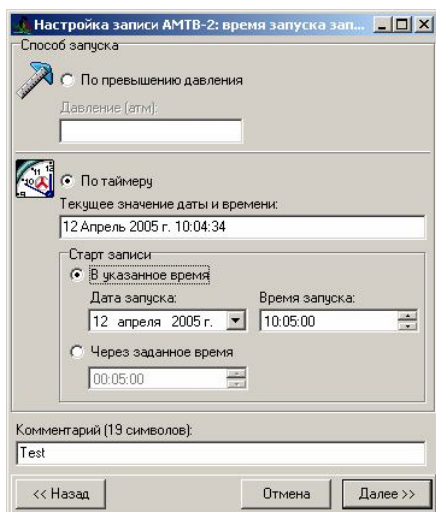 Настройка записи АМТВ-2: время запуска зап...
Способ запуска
По превышению давления
Давление (атм):
По таймеру
Текущее значение даты и времени:
12 Апрель 2005 г. 10:04:34
Старт записи
В указанное время
Дата запуска: Время запуска:
12 апреля 2005 г. 10:05:00
Через заданное время
00:05:00
Комментарий (19 символов):
Test
<< Назад Отмена Далее >>